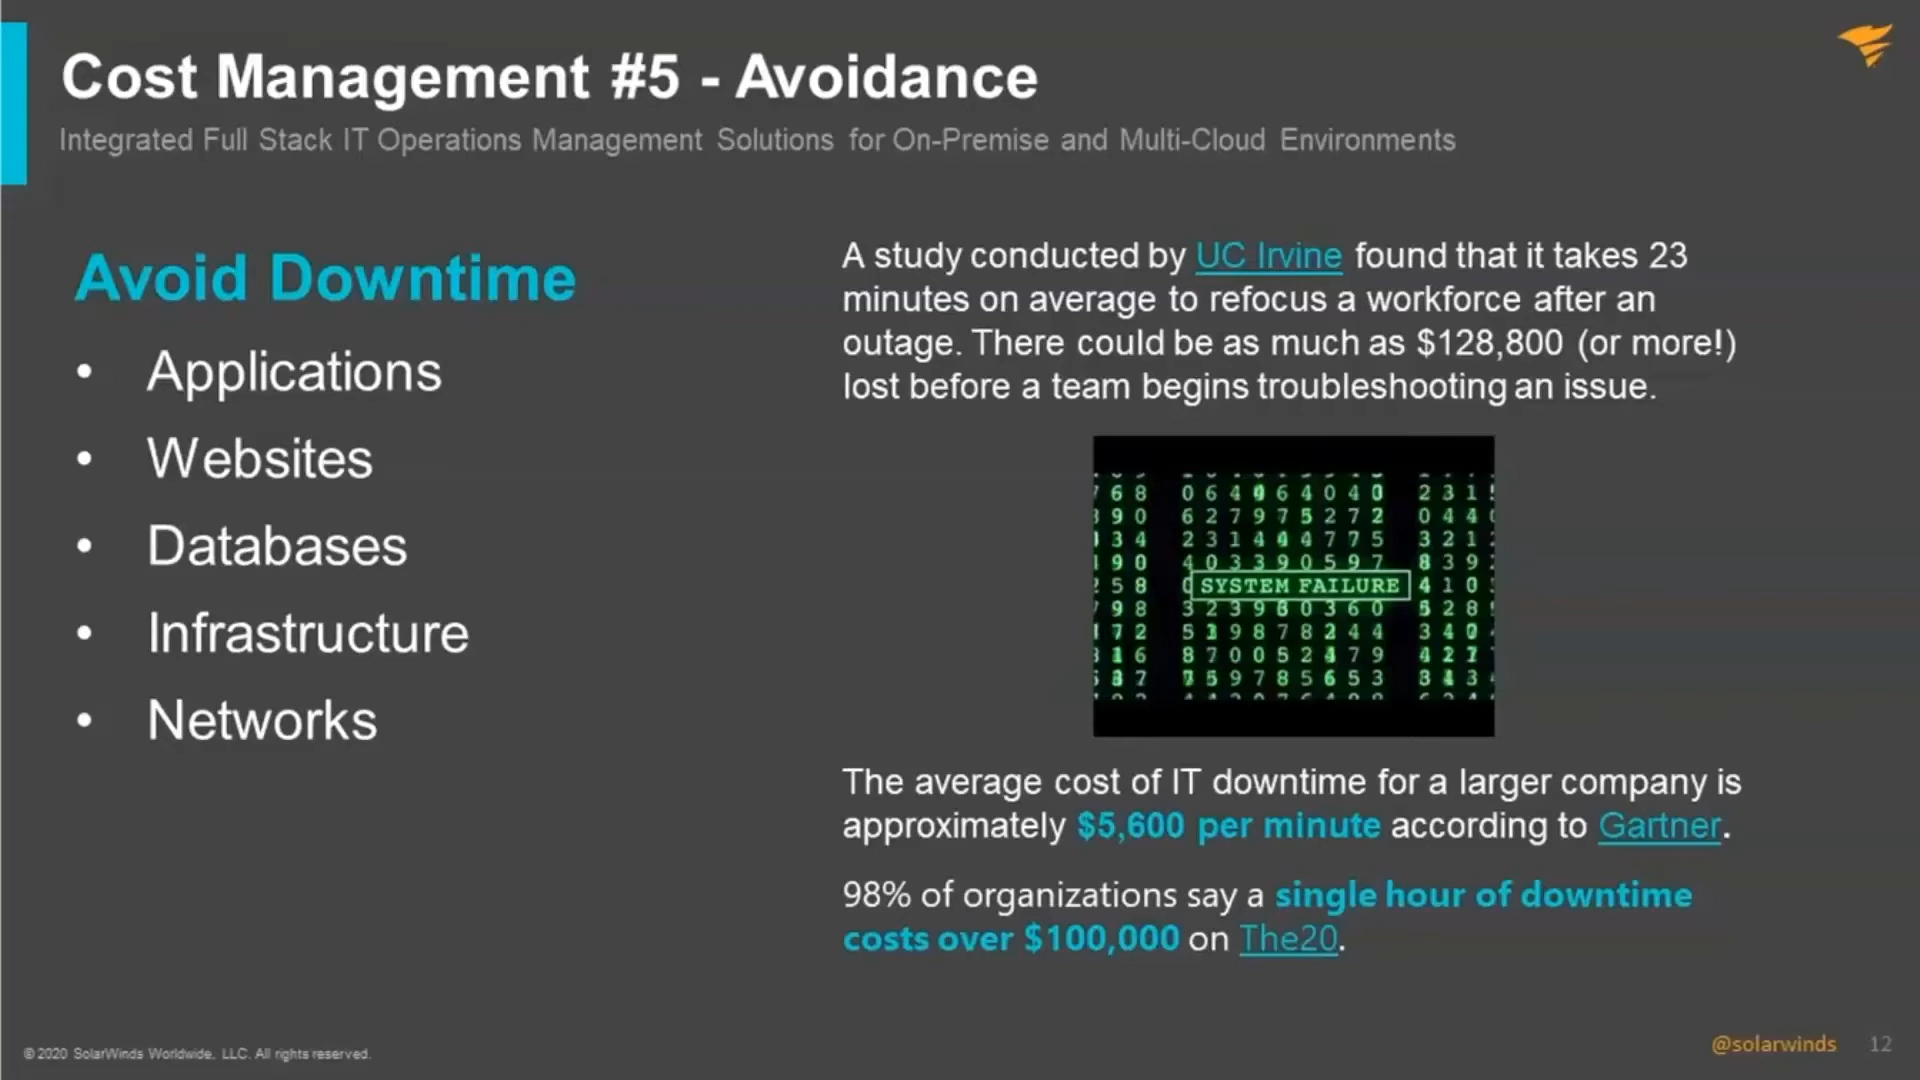 Cost Management #5 - Avoidance
Integrated Full Stack IT Operations Management Solutions for On-Premise and Multi-Cloud Environments
Avoid Downtime
• Applications
• Websites
• Databases
• Infrastructure
• Networks
A study conducted by UC Irvine found that it takes 23
minutes on average to refocus a workforce after an
outage. There could be as much as $128,800 (or more!)
lost before a team begins troubleshooting an issue.
SYSTEM FAILURE
The average cost of IT downtime for a larger company is
approximately $5,600 per minute according to Gartner.
98% of organizations say a single hour of downtime
costs over $100,000 on The20.
© 2020 SolarWinds Worldwide, LLC. All rights reserved.
@solarwinds 12